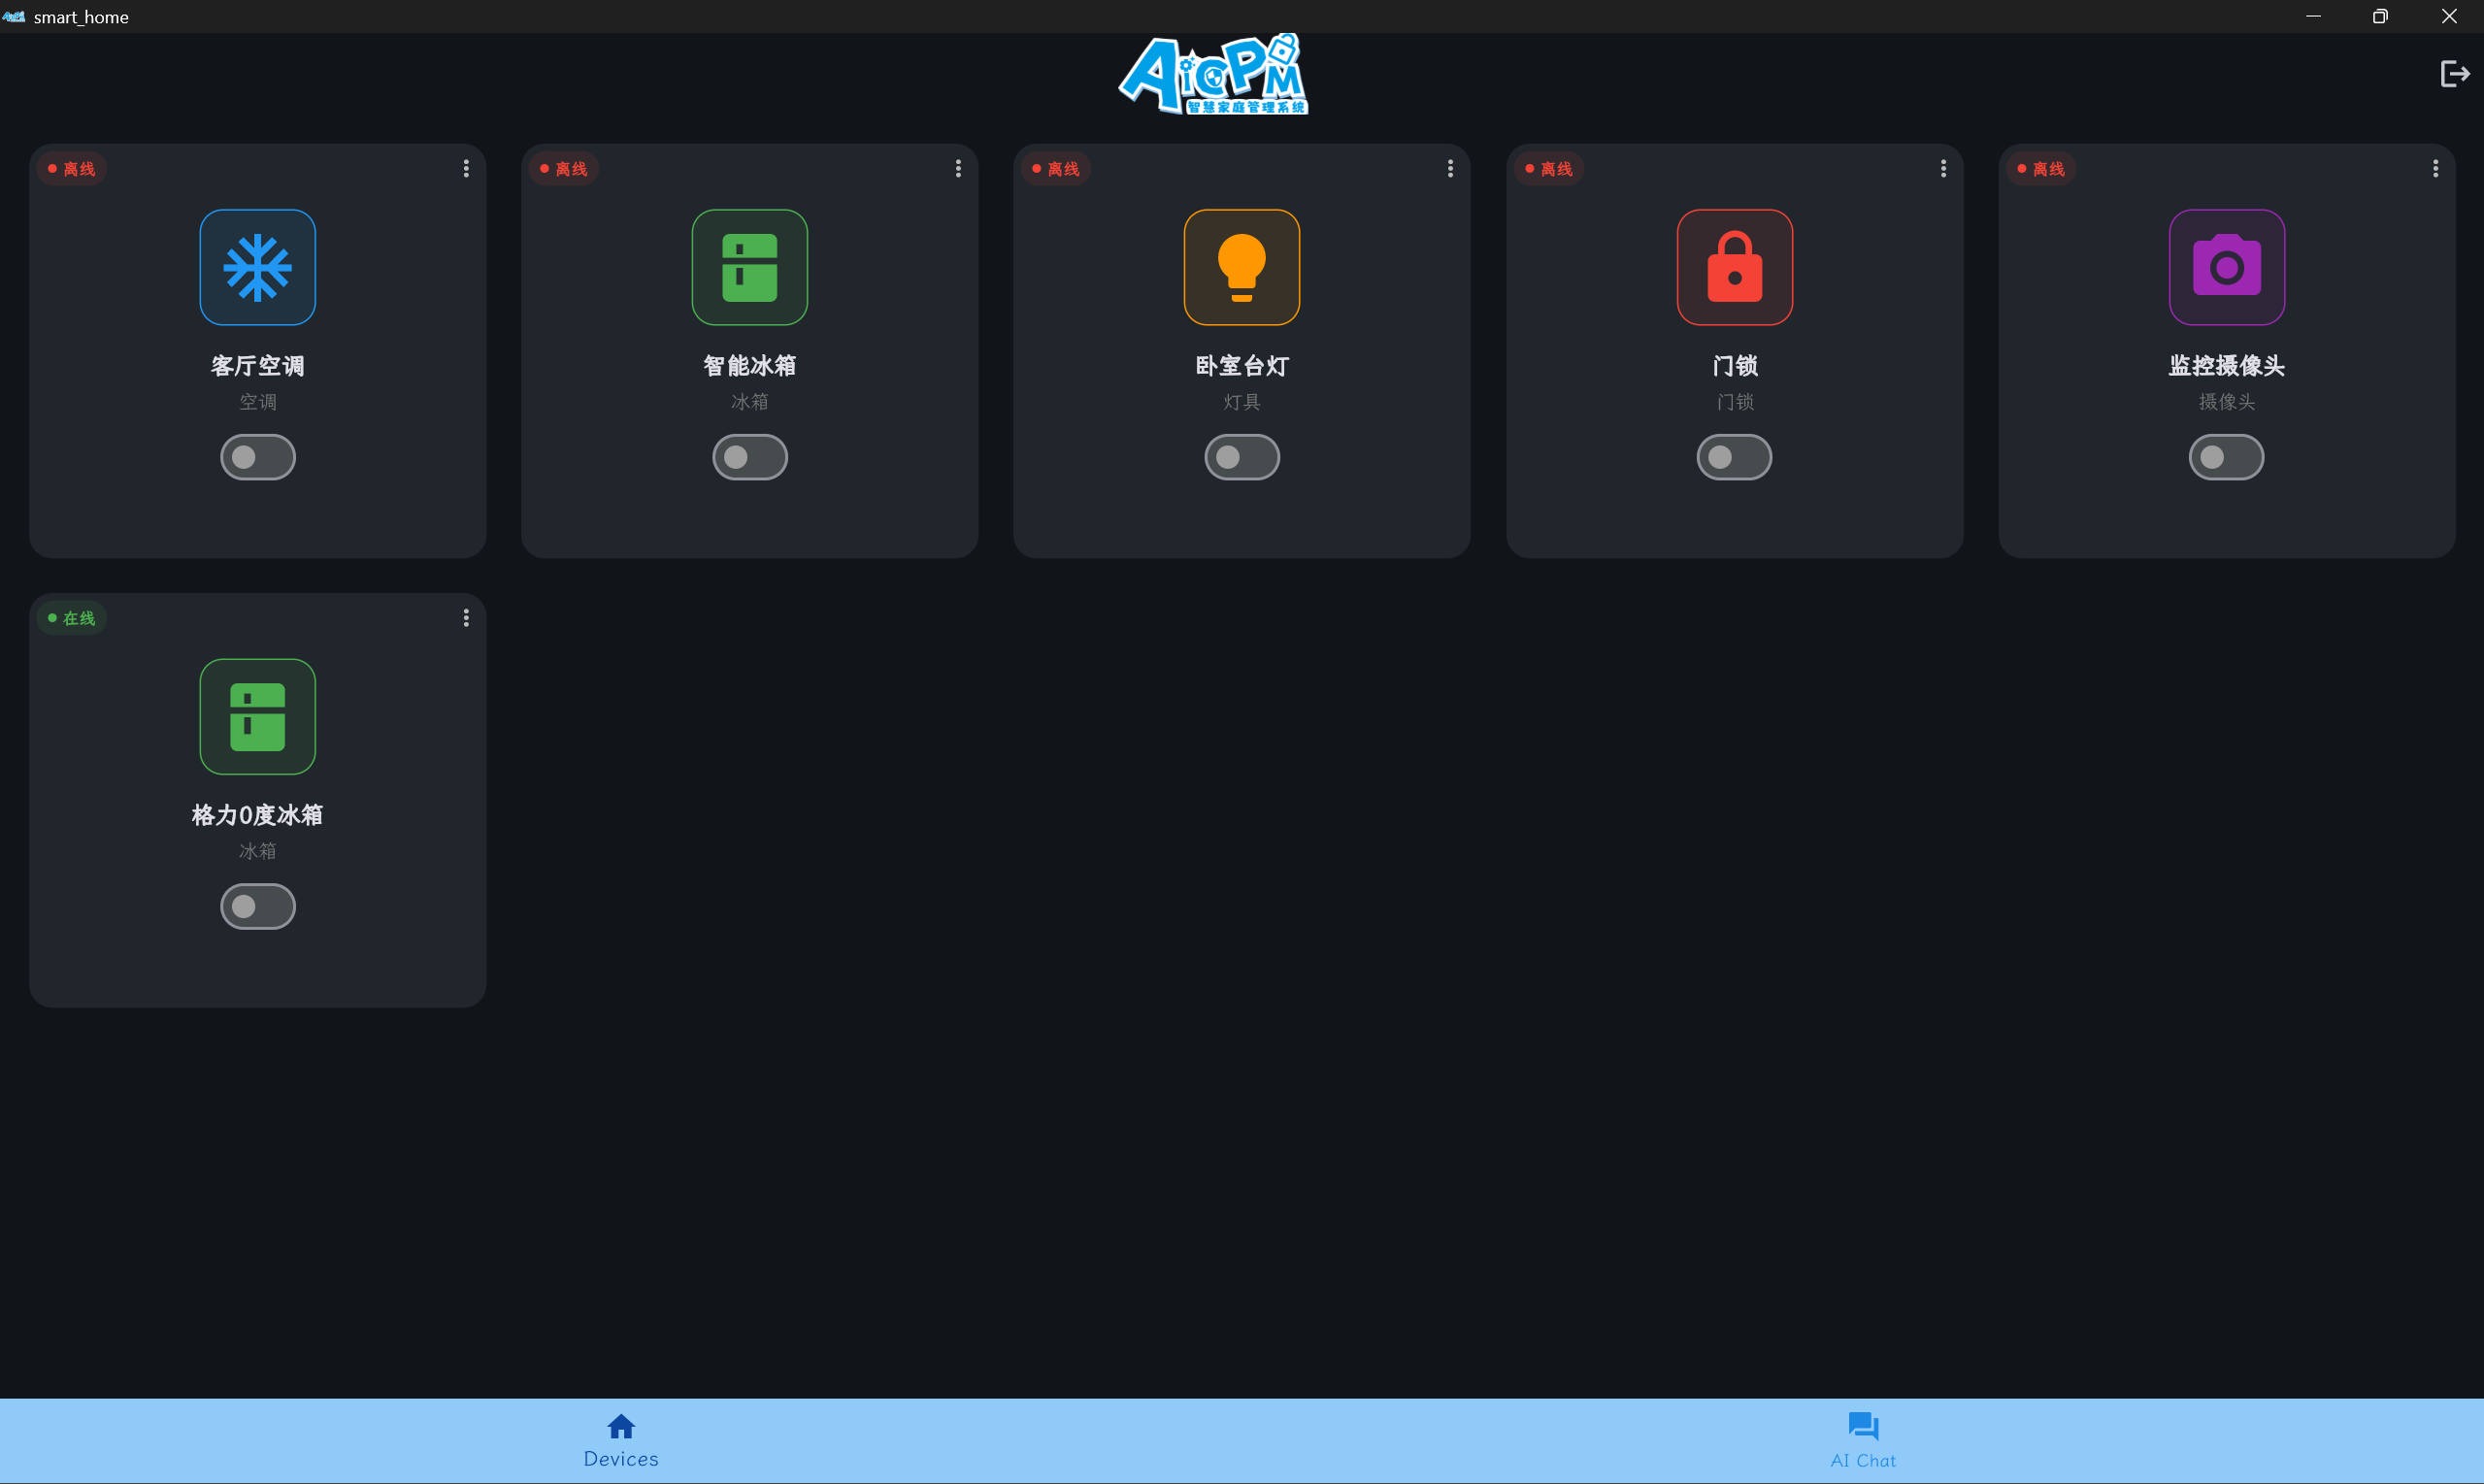 smart_home
AiCPM
智慧家庭管理系统
离线
客厅空调
空调
离线
智能冰箱
冰箱
离线
卧室台灯
灯具
离线
门锁
门锁
离线
监控摄像头
摄像头
在线
格力0度冰箱
冰箱
Devices
AI Chat